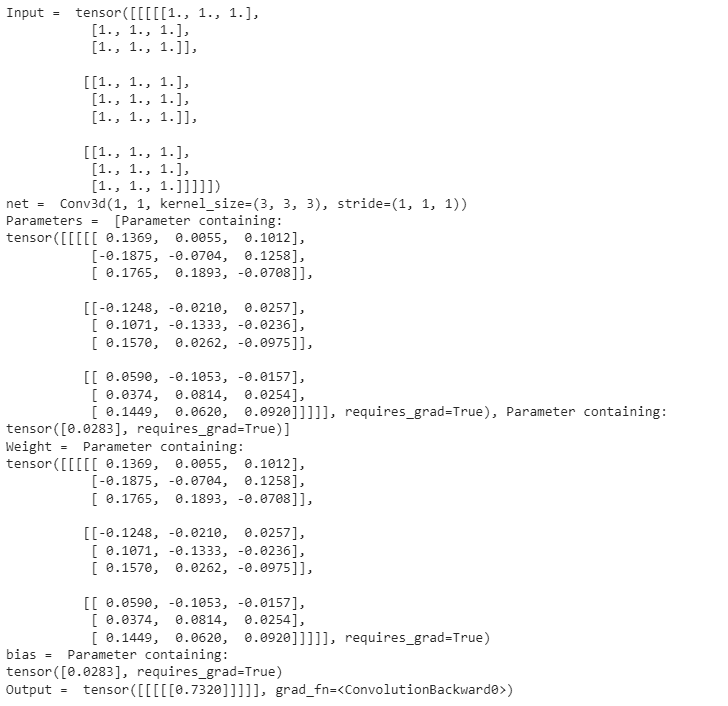 Input =  tensor([[[[[1., 1., 1.],
           [1., 1., 1.],
           [1., 1., 1.]],

          [[1., 1., 1.],
           [1., 1., 1.],
           [1., 1., 1.]],

          [[1., 1., 1.],
           [1., 1., 1.],
           [1., 1., 1.]]]]])
net =  Conv3d(1, 1, kernel_size=(3, 3, 3), stride=(1, 1, 1))
Parameters =  [Parameter containing:
tensor([[[[[ 0.1369,  0.0055,  0.1012],
           [-0.1875, -0.0704,  0.1258],
           [ 0.1765,  0.1893, -0.0708]],

          [[-0.1248, -0.0210,  0.0257],
           [ 0.1071, -0.1333, -0.0236],
           [ 0.1570,  0.0262, -0.0975]],

          [[ 0.0590, -0.1053, -0.0157],
           [ 0.0374,  0.0814,  0.0254],
           [ 0.1449,  0.0620,  0.0920]]]]], requires_grad=True), Parameter containing:
tensor([0.0283], requires_grad=True)]
Weight =  Parameter containing:
tensor([[[[[ 0.1369,  0.0055,  0.1012],
           [-0.1875, -0.0704,  0.1258],
           [ 0.1765,  0.1893, -0.0708]],

          [[-0.1248, -0.0210,  0.0257],
           [ 0.1071, -0.1333, -0.0236],
           [ 0.1570,  0.0262, -0.0975]],

          [[ 0.0590, -0.1053, -0.0157],
           [ 0.0374,  0.0814,  0.0254],
           [ 0.1449,  0.0620,  0.0920]]]]], requires_grad=True)
bias =  Parameter containing:
tensor([0.0283], requires_grad=True)
Output =  tensor([[[[[0.7320]]]]], grad_fn=<ConvolutionBackward0>)